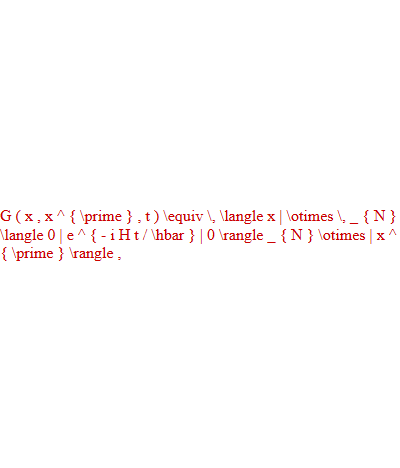 G ( x , x ^ { \prime } , t ) \equiv \, \langle x | \otimes \, _ { N }
\langle 0 | e ^ { - i H t / \hbar } | 0 \rangle _ { N } \otimes | x ^
{ \prime } \rangle ,